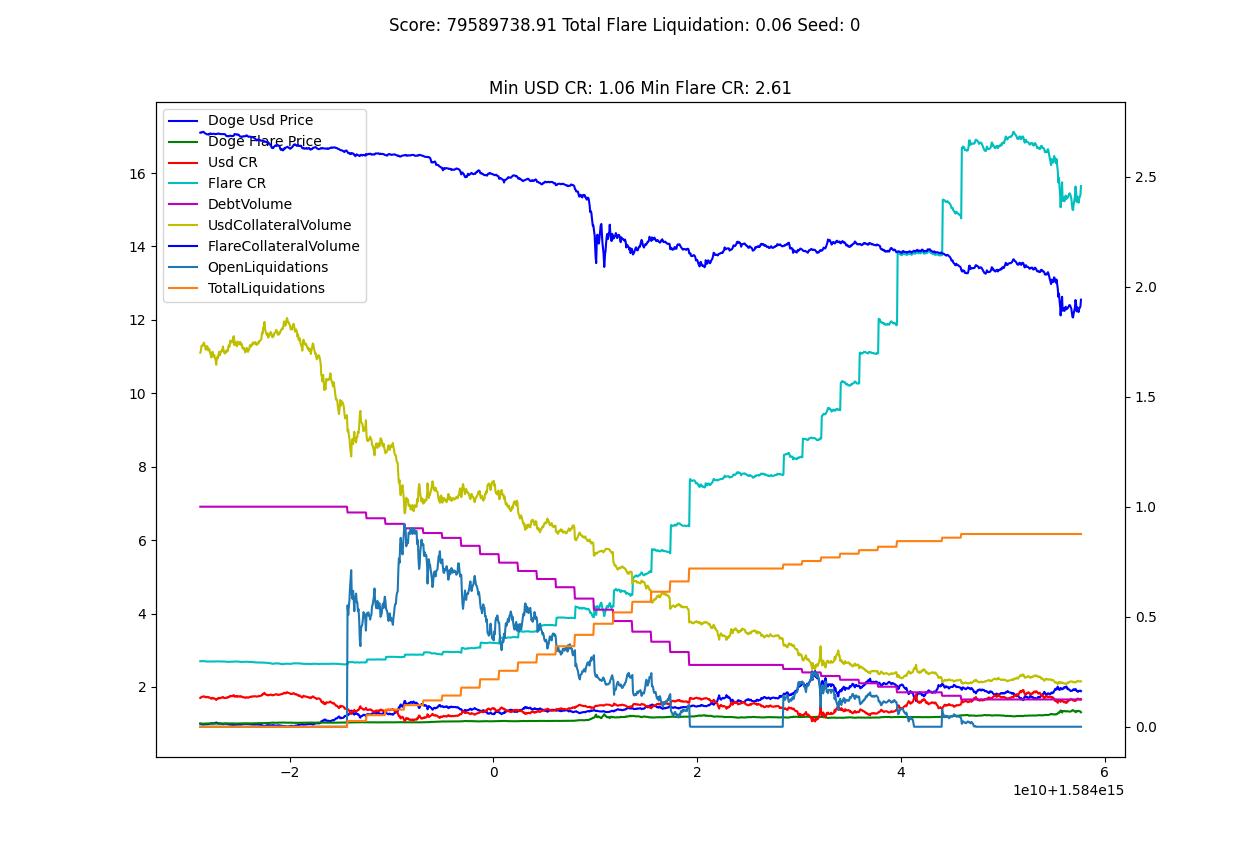 Score: 79589738.91 Total Flare Liquidation: 0.06 Seed: 0
Min USD CR: 1.06 Min Flare CR: 2.61
Doge Usd Price
Doge Flare Price
Usd CR
Flare CR
DebtVolume
UsdCollateralVolume
FlareCollateralVolume
OpenLiquidations
TotalLiquidations
16
14
12
10
8
6
4
2
2.5
2.0
1.5
1.0
0.5
0.0
−2
0
2
4
6
1e10+1.584e15